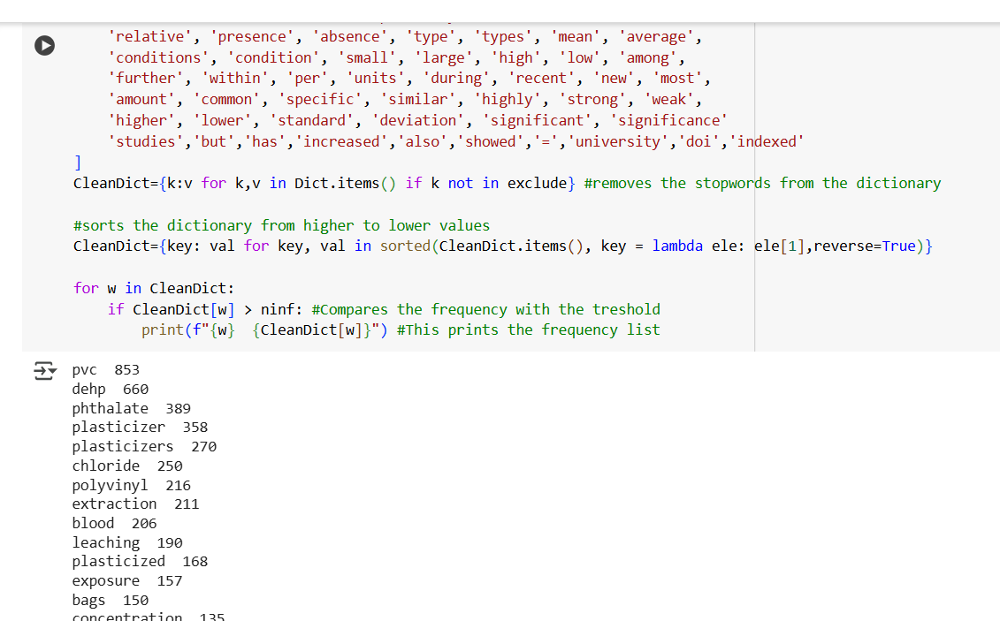 'relative', 'presence', 'absence', 'type', 'types', 'mean', 'average',
'conditions', 'condition', 'small', 'large', 'high', 'low', 'among',
'further', 'within', 'per', 'units', 'during', 'recent', 'new', 'most',
'amount', 'common', 'specific', 'similar', 'highly', 'strong', 'weak',
'higher', 'lower', 'standard', 'deviation', 'significant', 'significance'
'studies','but','has','increased','also','showed','=','university','doi','indexed'
]
CleanDict={k:v for k,v in Dict.items() if k not in exclude} #removes the stopwords from the dictionary
#sorts the dictionary from higher to lower values
CleanDict={key: val for key, val in sorted(CleanDict.items(), key = lambda ele: ele[1],reverse=True)}
for w in CleanDict:
if CleanDict[w] > ninf: #Compares the frequency with the treshold
print(f"{w}  {CleanDict[w]}") #This prints the frequency list
pvc  853
dehp  660
phthalate  389
plasticizer  358
plasticizers  270
chloride  250
polyvinyl  216
extraction  211
blood  206
leaching  190
plasticized  168
exposure  157
bags  150
concentration  135